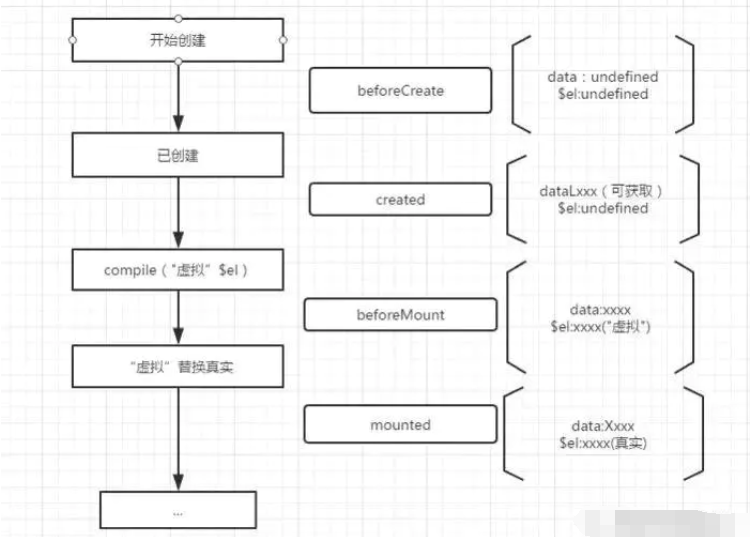 开始创建
beforeCreate
data：undefined
$el:undefined
已创建
created
dataLxxx（可获取）
$el:undefined
compile（"虚拟" $el）
beforeMount
data:xxxx
$el:xxxx("虚拟")
“虚拟”替换真实
mounted
data:Xxxx
$el:xxxx(真实)
...